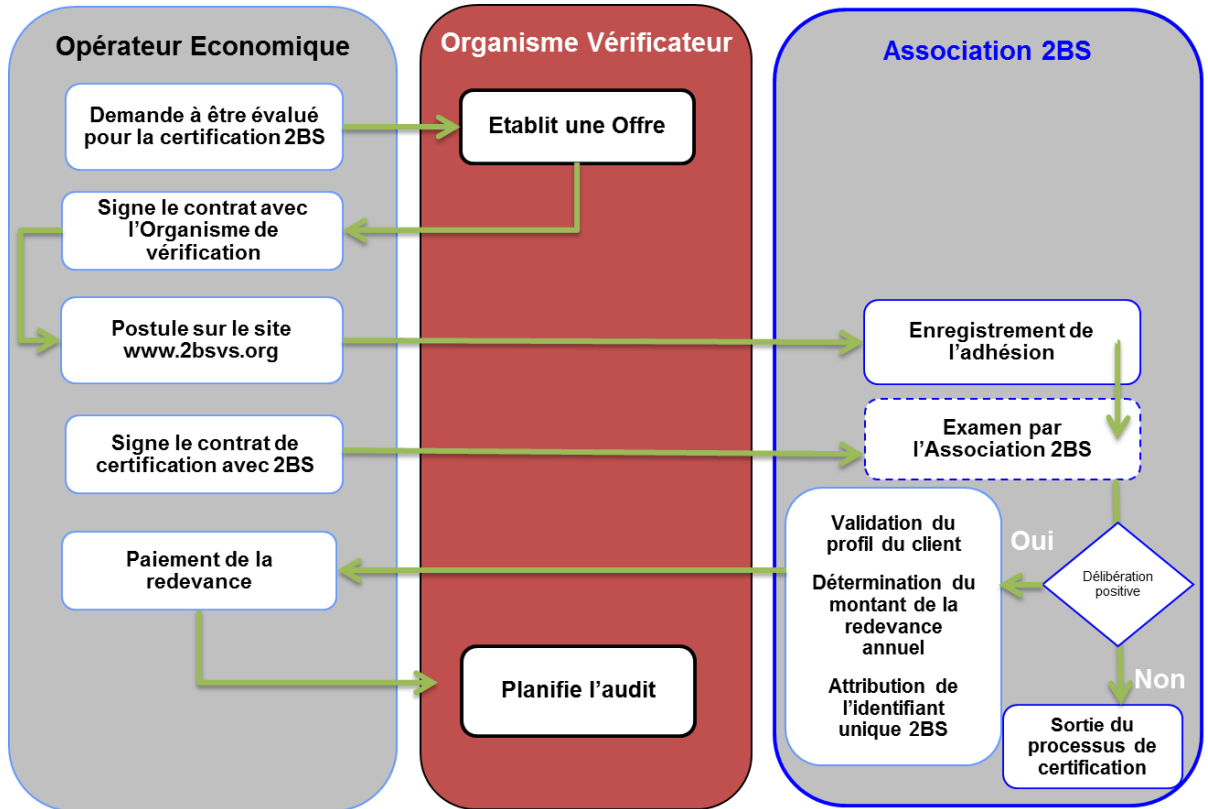 Opérateur Economique
Demande à être évalué
pour la certification 2BS
Signe le contrat avec
l’Organisme de
vérification
Postule sur le site
www.2bsvs.org
Signe le contrat de
certification avec 2BS
Paiement de la
redevance
Organisme Vérificateur
Etablit une Offre
Planifie l’audit
Association 2BS
Enregistrement de
l’adhésion
Examen par
l’Association 2BS
Délibération
positive
Oui
Validation du
profil du client
Détermination du
montant de la
redevance
annuel
Attribution de
l’identifiant
unique 2BS
Non
Sortie du
processus de
certification